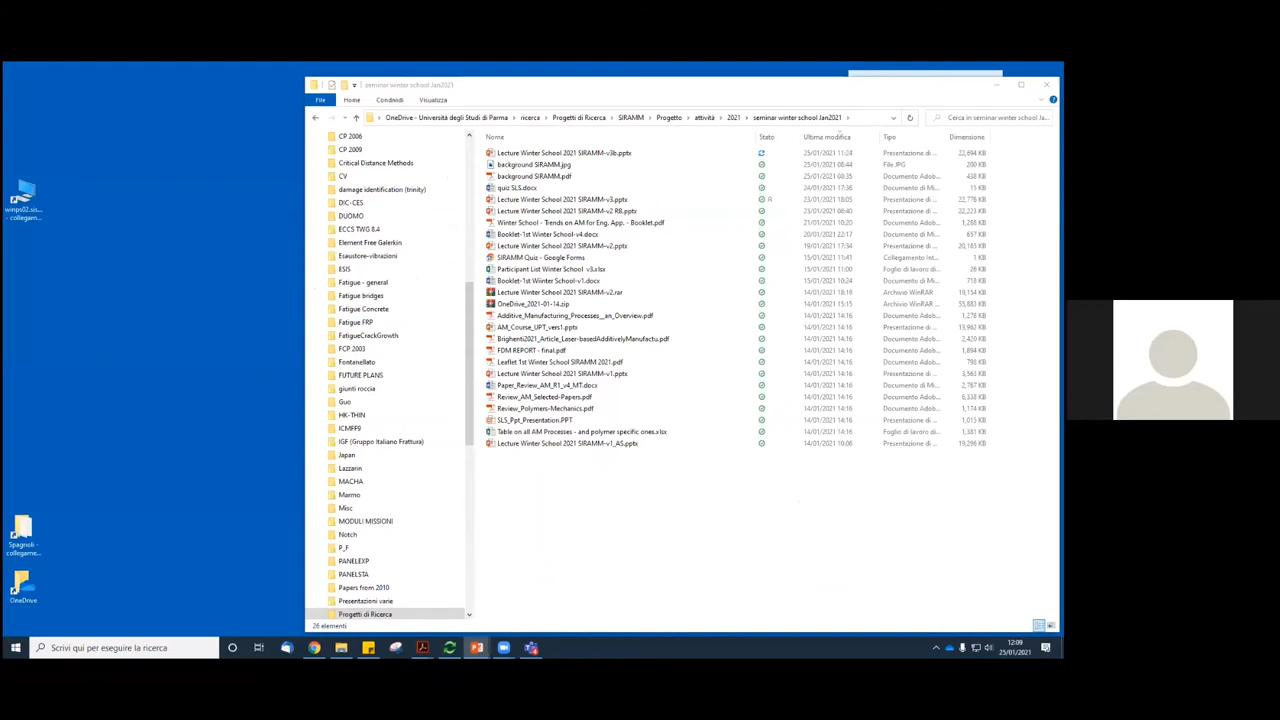 seminar winter school Jan2021
File Home Condividi Visualizza
OneDrive - Università degli Studi di Parma › ricerca › Progetti di Ricerca › SIRAMM › Progetto › attività › 2021 › seminar winter school Jan2021 ›
Cerca in seminar winter school Jan...
Nome Stato Ultima modifica Tipo Dimensione
CP 2006
CP 2009
Critical Distance Methods
CV
damage identification (trinity)
DIC-CES
DUOMO
ECCS TWG 8.4
Element Free Galerkin
Esaustore-vibrazioni
ESIS
Fatigue - general
Fatigue bridges
Fatigue Concrete
Fatigue FRP
FatigueCrackGrowth
FCP 2003
Fontanellato
FUTURE PLANS
giunti roccia
Guo
HK-THIN
ICMFF9
IGF (Gruppo Italiano Frattura)
Japan
Lazzarin
MACHA
Marmo
Misc
MODULI MISSIONI
Notch
P_F
PANELEXP
PANELSTA
Papers from 2010
Presentazioni varie
Progetti di Ricerca
Lecture Winter School 2021 SIRAMM-v3b.pptx 25/01/2021 11:24 Presentazione di ... 22,694 KB
background SIRAMM.jpg 25/01/2021 08:44 File JPG 200 KB
background SIRAMM.pdf 25/01/2021 08:35 Documento Adob... 438 KB
quiz SLS.docx 24/01/2021 17:36 Documento di Mi... 15 KB
Lecture Winter School 2021 SIRAMM-v3.pptx 23/01/2021 18:05 Presentazione di ... 22,776 KB
Lecture Winter School 2021 SIRAMM-v2 RB.pptx 23/01/2021 08:40 Presentazione di ... 22,223 KB
Winter School - Trends on AM for Eng. App. - Booklet.pdf 21/01/2021 10:20 Documento Adob... 1,288 KB
Booklet-1st Winter School-v4.docx 20/01/2021 22:17 Documento di Mi... 657 KB
Lecture Winter School 2021 SIRAMM-v2.pptx 19/01/2021 17:34 Presentazione di ... 20,165 KB
SIRAMM Quiz - Google Forms 15/01/2021 11:41 Collegamento Int... 1 KB
Participant List Winter School v3.xlsx 15/01/2021 11:00 Foglio di lavoro d... 26 KB
Booklet-1st Winter School-v1.docx 15/01/2021 10:20 Documento di Mi... 718 KB
Lecture Winter School 2021 SIRAMM-v2.rar 14/01/2021 18:18 Archivio WinRAR 19,154 KB
OneDrive_2021-01-14.zip 14/01/2021 15:15 Archivio WinRAR 55,883 KB
Additive_Manufacturing_Processes__an_Overview.pdf 14/01/2021 14:16 Documento Adob... 1,278 KB
AM_Course_UPT_vers1.pptx 14/01/2021 14:16 Presentazione di ... 13,962 KB
Brighenti2021_Article_Laser-basedAdditivelyManufactu.pdf 14/01/2021 14:16 Documento Adob... 2,420 KB
FDM REPORT - final.pdf 14/01/2021 14:16 Documento Adob... 1,894 KB
Leaflet 1st Winter School SIRAMM 2021.pdf 14/01/2021 14:16 Documento Adob... 798 KB
Lecture Winter School 2021 SIRAMM-v1.pptx 14/01/2021 14:16 Presentazione di ... 3,563 KB
Paper_Review_AM_R1_v4_MT.docx 14/01/2021 14:16 Documento di Mi... 2,767 KB
Review_AM_Selected-Papers.pdf 14/01/2021 14:16 Documento Adob... 6,338 KB
Review_Polymers-Mechanics.pdf 14/01/2021 14:16 Documento Adob... 1,174 KB
SLS_Ppt_Presentation.PPT 14/01/2021 14:16 Presentazione di ... 1,015 KB
Table on all AM Processes - and polymer specific ones.xlsx 14/01/2021 14:16 Foglio di lavoro d... 1,381 KB
Lecture Winter School 2021 SIRAMM-v1_AS.pptx 14/01/2021 10:06 Presentazione di ... 19,296 KB
26 elementi
winps02.sis...
- collegame...
Spagnoli -
collegame...
OneDrive
Scrivi qui per eseguire la ricerca
12:09
25/01/2021